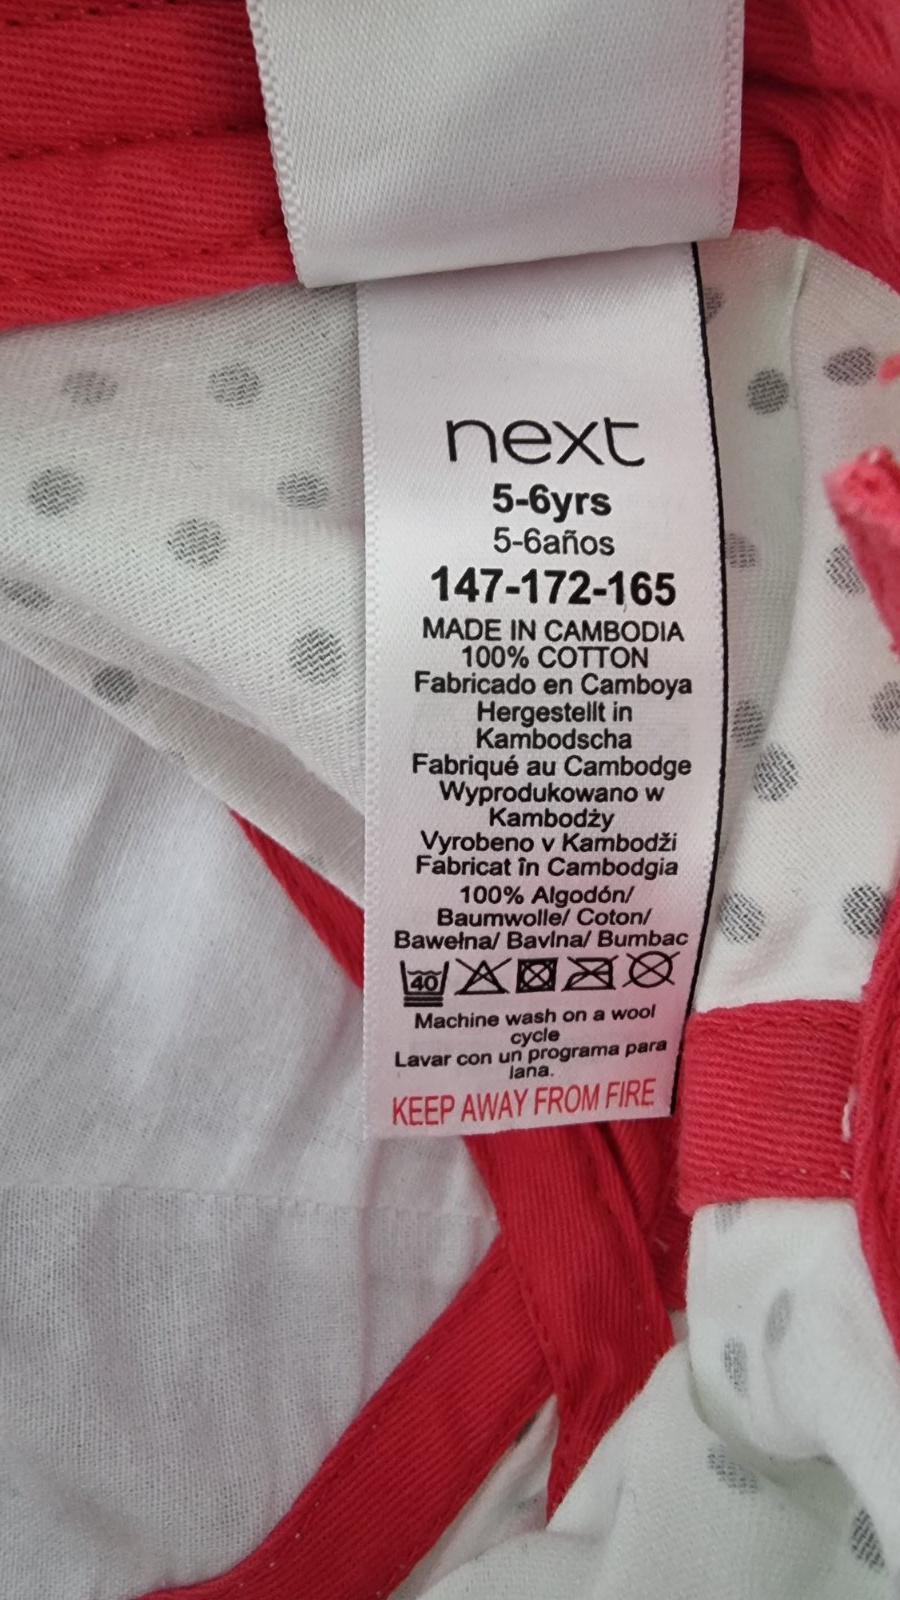 next
5-6yrs
5-6años
147-172-165
MADE IN CAMBODIA
100% COTTON
Fabricado en Camboya
Hergestellt in
Kambodscha
Fabriqué au Cambodge
Wyprodukowano w
Kambodży
Vyrobeno v Kambodži
Fabricat în Cambodgia
100% Algodón/
Baumwolle/ Coton/
Bawełna/ Bavlna/ Bumbac
40
Machine wash on a wool
cycle
Lavar con un programa para
lana.
KEEP AWAY FROM FIRE